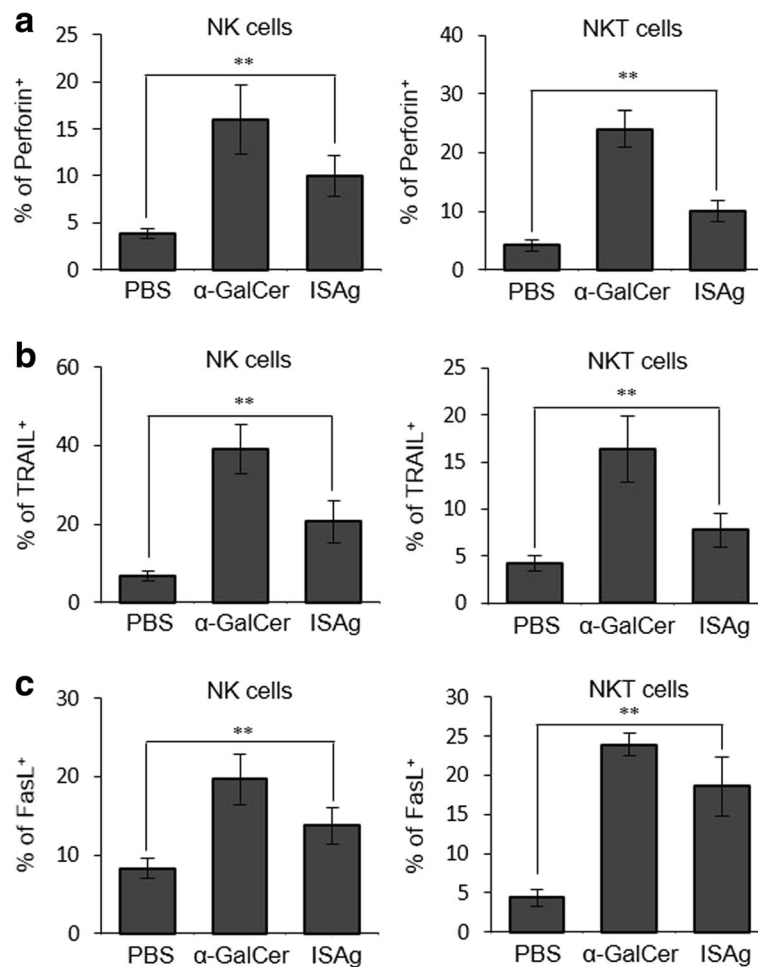 a
NK cells
% of Perforin⁺
25
20
15
10
5
0
**
PBS α-GalCer ISAg
NKT cells
% of Perforin⁺
40
30
20
10
0
**
PBS α-GalCer ISAg
b
NK cells
% of TRAIL⁺
60
40
20
0
**
PBS α-GalCer ISAg
NKT cells
% of TRAIL⁺
25
20
15
10
5
0
**
PBS α-GalCer ISAg
c
NK cells
% of FasL⁺
30
20
10
0
**
PBS α-GalCer ISAg
NKT cells
% of FasL⁺
30
25
20
15
10
5
0
**
PBS α-GalCer ISAg